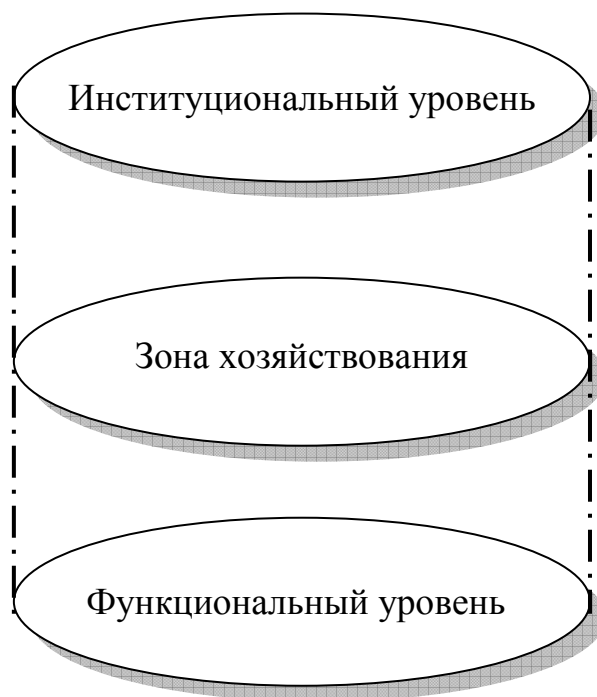 Институциональный уровень
Зона хозяйствования
Функциональный уровень